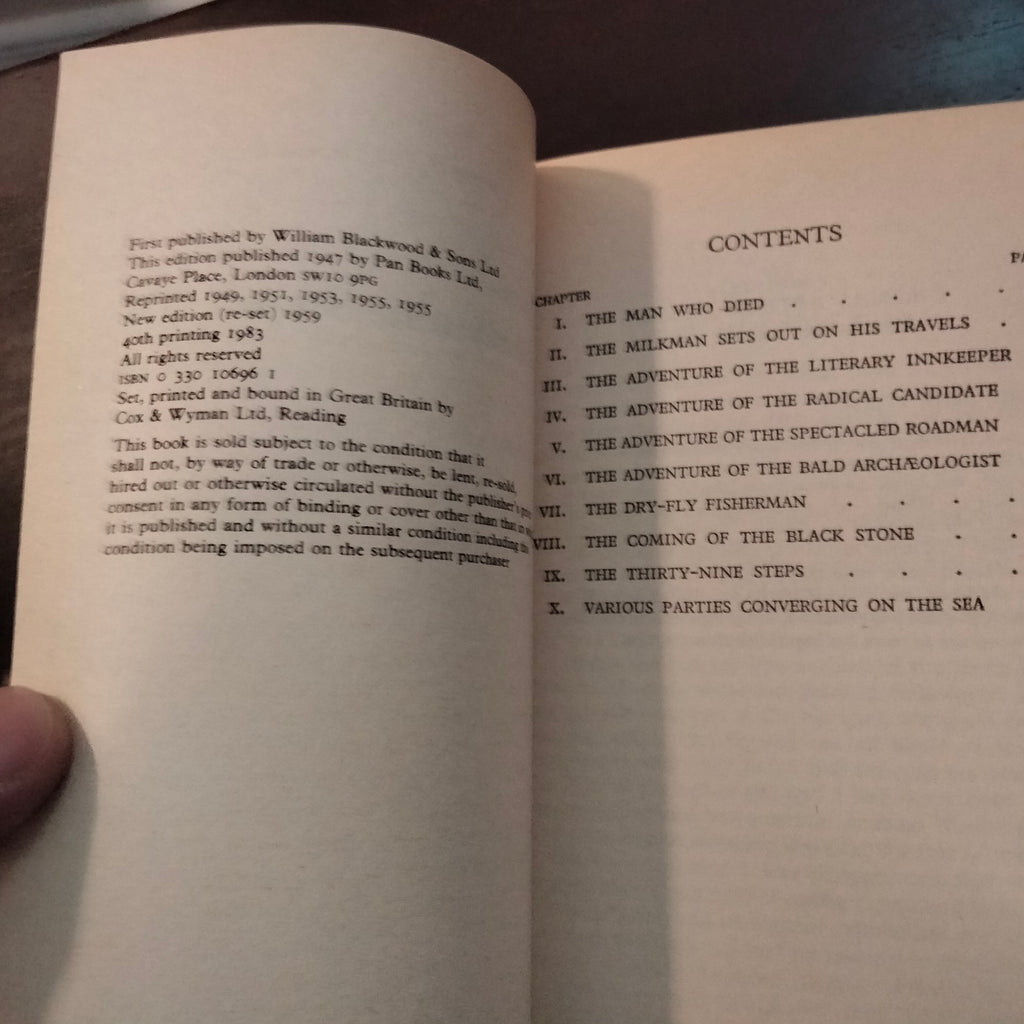 First published by William Blackwood & Sons Ltd
This edition published 1947 by Pan Books Ltd,
Cavaye Place, London SW10 9PG
Reprinted 1949, 1951, 1953, 1955, 1955
New edition (re-set) 1959
40th printing 1983
All rights reserved
ISBN 0 330 10696 1
Set, printed and bound in Great Britain by
Cox & Wyman Ltd, Reading
This book is sold subject to the condition that it
shall not, by way of trade or otherwise, be lent, re-sold,
hired out or otherwise circulated without the publisher's
consent in any form of binding or cover other than that in
it is published and without a similar condition including
condition being imposed on the subsequent purchaser
CONTENTS
CHAPTER
I. THE MAN WHO DIED . . . . .
II. THE MILKMAN SETS OUT ON HIS TRAVELS .
III. THE ADVENTURE OF THE LITERARY INNKEEPER
IV. THE ADVENTURE OF THE RADICAL CANDIDATE
V. THE ADVENTURE OF THE SPECTACLED ROADMAN
VI. THE ADVENTURE OF THE BALD ARCHÆOLOGIST
VII. THE DRY-FLY FISHERMAN . . . .
VIII. THE COMING OF THE BLACK STONE . .
IX. THE THIRTY-NINE STEPS . . . .
X. VARIOUS PARTIES CONVERGING ON THE SEA